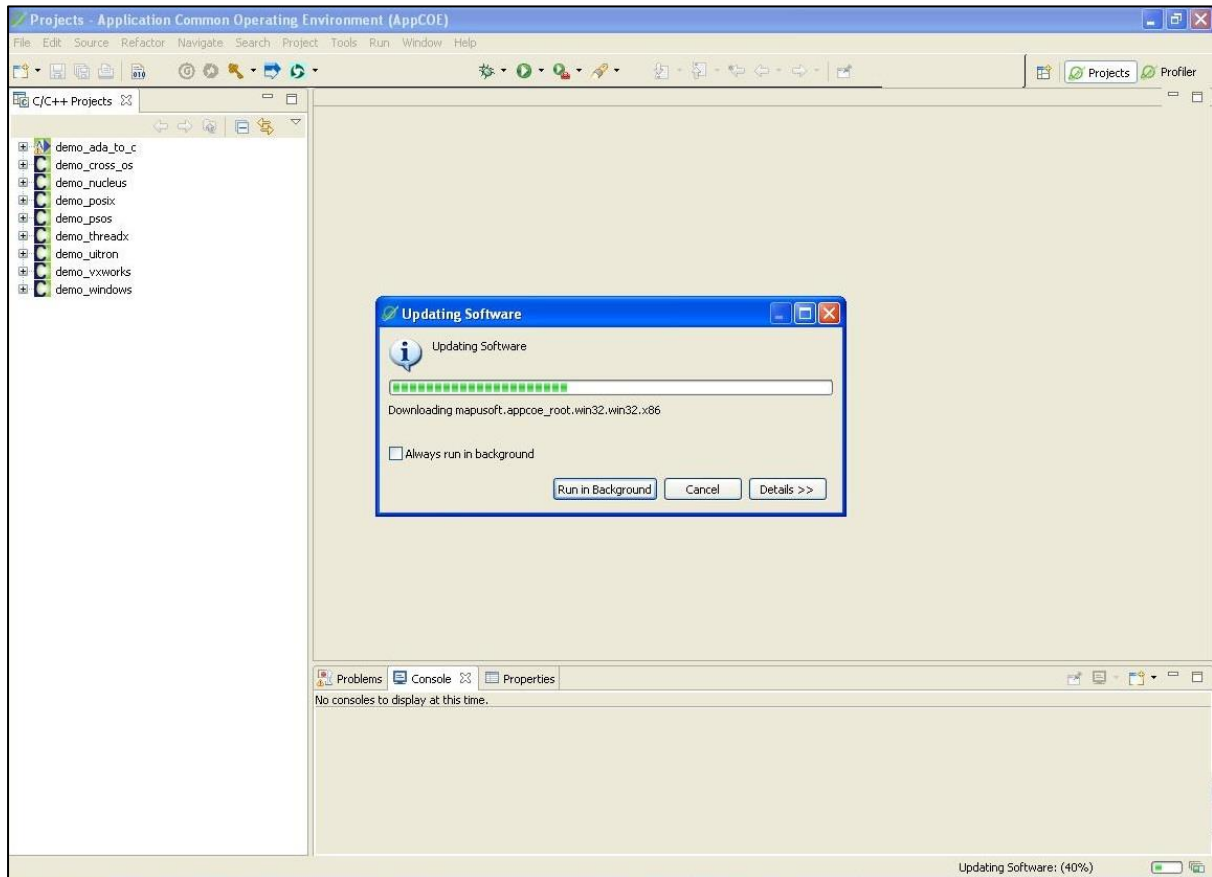 Projects - Application Common Operating Environment (AppCOE)
File Edit Source Refactor Navigate Search Project Tools Run Window Help
010
Projects
Profiler
C/C++ Projects
demo_ada_to_c
demo_cross_os
demo_nucleus
demo_posix
demo_psos
demo_threadx
demo_uitron
demo_vxworks
demo_windows
Updating Software
Updating Software
Downloading mapusoft.appcoe_root.win32.win32.x86
Always run in background
Run in Background Cancel Details >>
Problems Console Properties
No consoles to display at this time.
Updating Software: (40%)